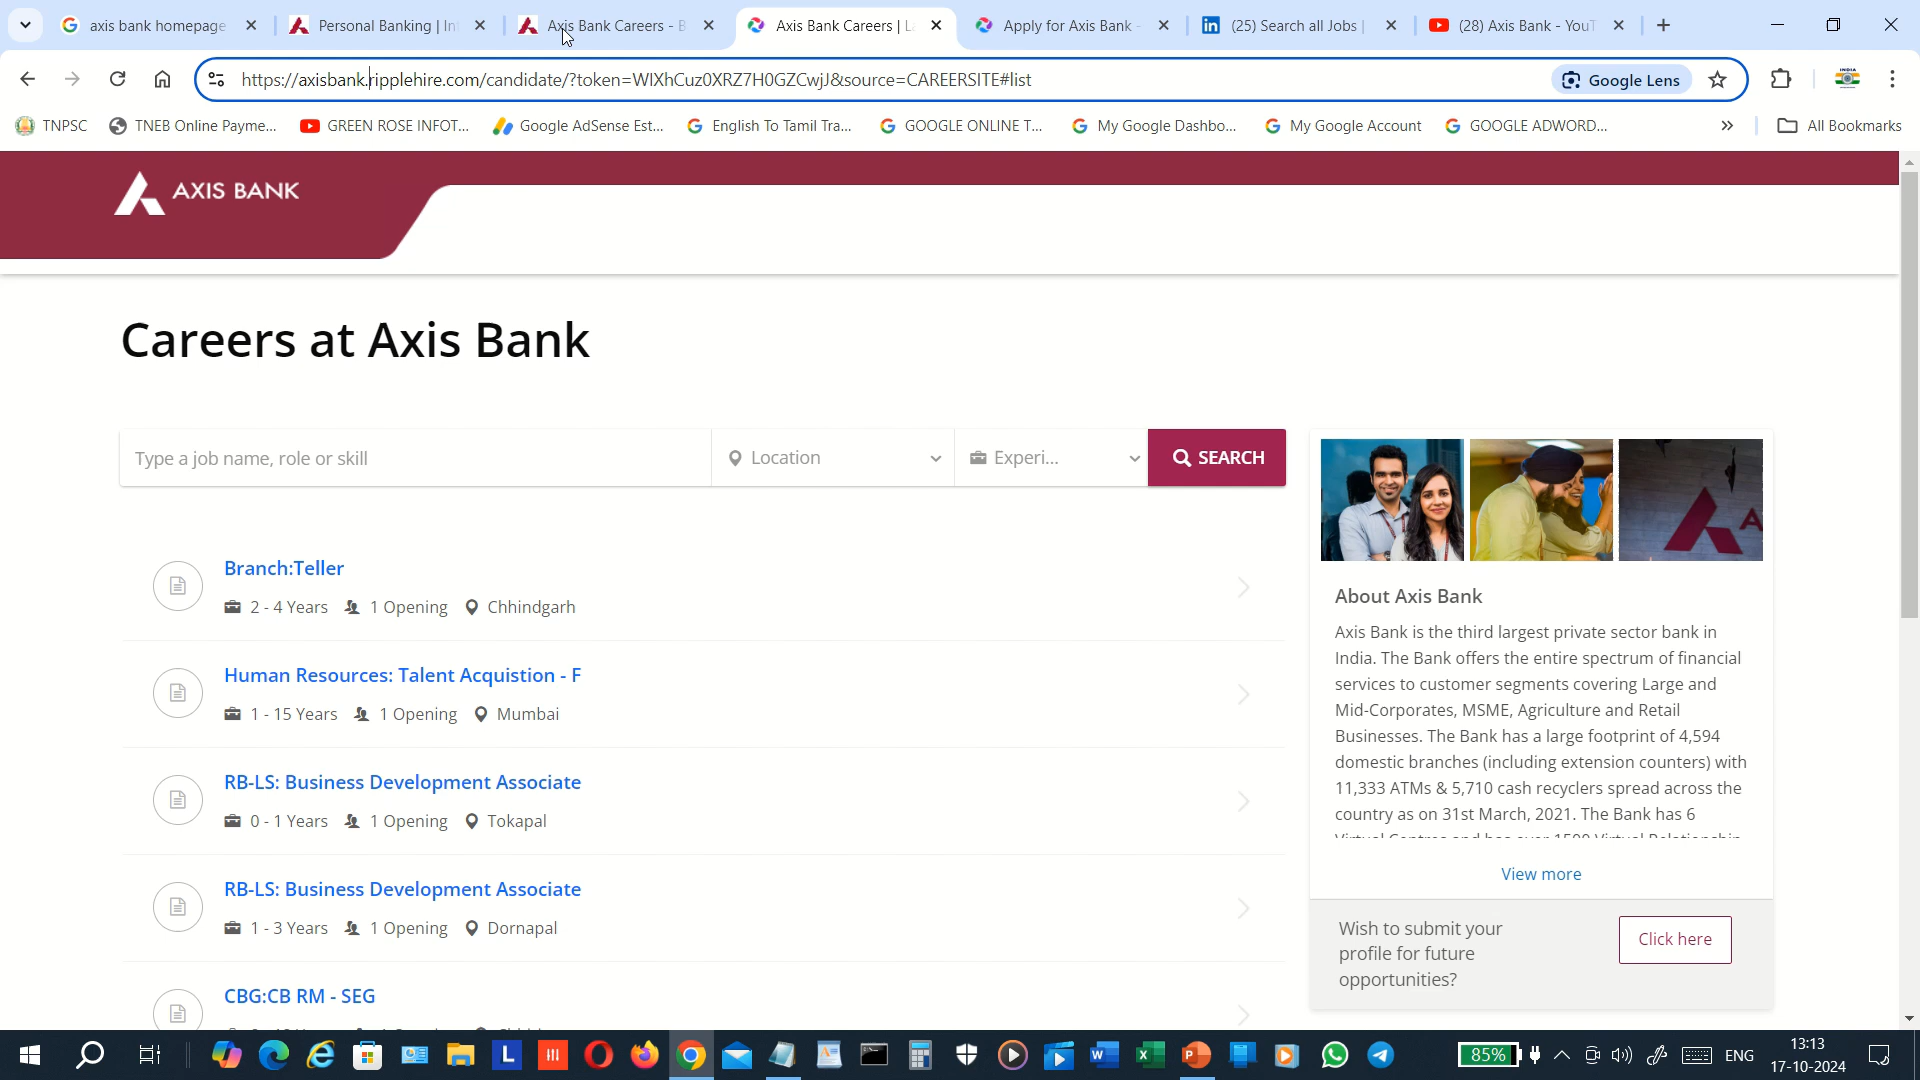 axis bank homepage
Personal Banking | In
Axis Bank Careers - B
Axis Bank Careers | L
Apply for Axis Bank -
(25) Search all Jobs |
(28) Axis Bank - YouT
https://axisbank.ripplehire.com/candidate/?token=WIXhCuz0XRZ7H0GZCwjJ&source=CAREERSITE#list
Google Lens
TNPSC
TNEB Online Payme...
GREEN ROSE INFOT...
Google AdSense Est...
English To Tamil Tra...
GOOGLE ONLINE T...
My Google Dashbo...
My Google Account
GOOGLE ADWORD...
All Bookmarks
AXIS BANK
Careers at Axis Bank
Type a job name, role or skill
Location
Experi...
SEARCH
Branch:Teller
2 - 4 Years 1 Opening Chhindgarh
Human Resources: Talent Acquistion - F
1 - 15 Years 1 Opening Mumbai
RB-LS: Business Development Associate
0 - 1 Years 1 Opening Tokapal
RB-LS: Business Development Associate
1 - 3 Years 1 Opening Dornapal
CBG:CB RM - SEG
About Axis Bank
Axis Bank is the third largest private sector bank in
India. The Bank offers the entire spectrum of financial
services to customer segments covering Large and
Mid-Corporates, MSME, Agriculture and Retail
Businesses. The Bank has a large footprint of 4,594
domestic branches (including extension counters) with
11,333 ATMs & 5,710 cash recyclers spread across the
country as on 31st March, 2021. The Bank has 6
View more
Wish to submit your
profile for future
opportunities?
Click here
85%
ENG
13:13
17-10-2024